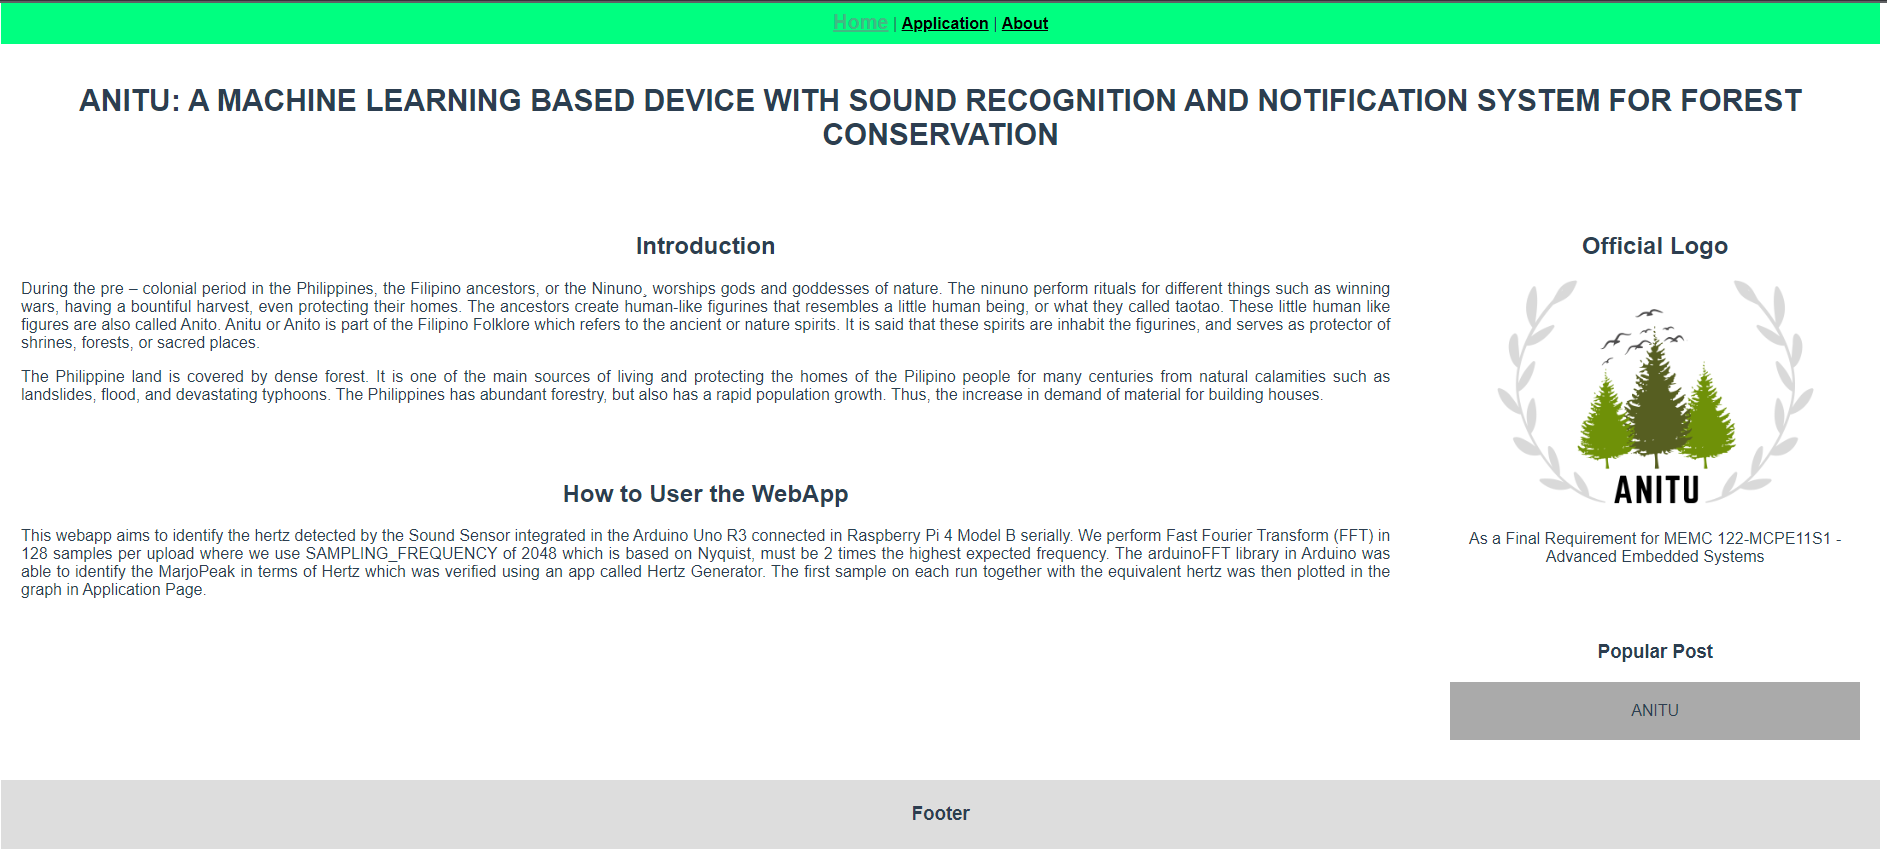 Home | Application | About
ANITU: A MACHINE LEARNING BASED DEVICE WITH SOUND RECOGNITION AND NOTIFICATION SYSTEM FOR FOREST
CONSERVATION
Introduction
During the pre – colonial period in the Philippines, the Filipino ancestors, or the Ninuno¸ worships gods and goddesses of nature. The ninuno perform rituals for different things such as winning
wars, having a bountiful harvest, even protecting their homes. The ancestors create human-like figurines that resembles a little human being, or what they called taotao. These little human like
figures are also called Anito. Anitu or Anito is part of the Filipino Folklore which refers to the ancient or nature spirits. It is said that these spirits are inhabit the figurines, and serves as protector of
shrines, forests, or sacred places.
The Philippine land is covered by dense forest. It is one of the main sources of living and protecting the homes of the Pilipino people for many centuries from natural calamities such as
landslides, flood, and devastating typhoons. The Philippines has abundant forestry, but also has a rapid population growth. Thus, the increase in demand of material for building houses.
How to User the WebApp
This webapp aims to identify the hertz detected by the Sound Sensor integrated in the Arduino Uno R3 connected in Raspberry Pi 4 Model B serially. We perform Fast Fourier Transform (FFT) in
128 samples per upload where we use SAMPLING_FREQUENCY of 2048 which is based on Nyquist, must be 2 times the highest expected frequency. The arduinoFFT library in Arduino was
able to identify the MarjoPeak in terms of Hertz which was verified using an app called Hertz Generator. The first sample on each run together with the equivalent hertz was then plotted in the
graph in Application Page.
Official Logo
ANITU
As a Final Requirement for MEMC 122-MCPE11S1 -
Advanced Embedded Systems
Popular Post
ANITU
Footer